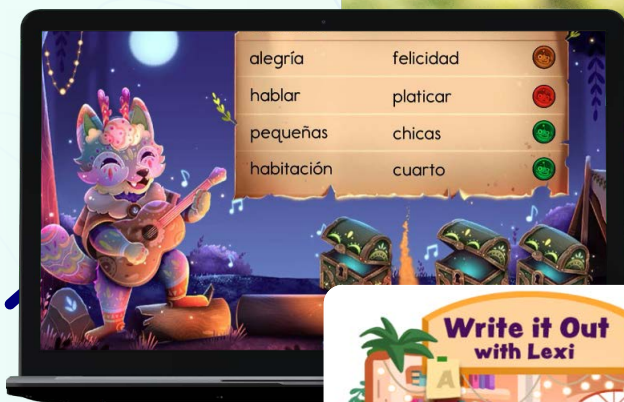 alegría felicidad
hablar platicar
pequeñas chicas
habitación cuarto
Write it Out
with Lexi
A